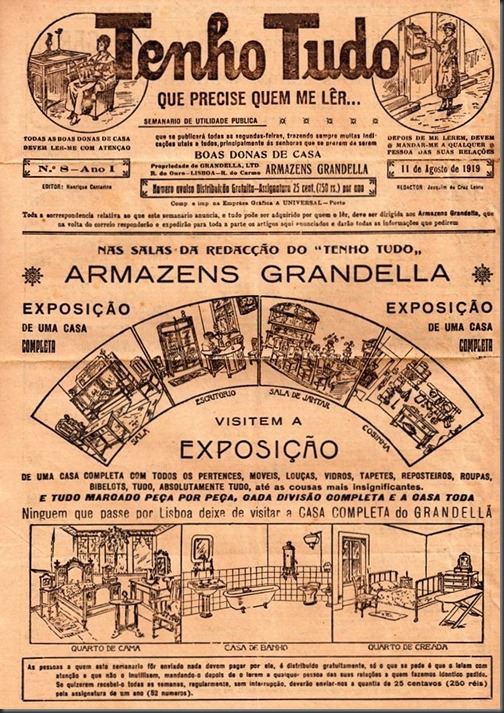 Tenho Tudo
QUE PRECISE QUEM ME LÊR...
SEMANARIO DE UTILIDADE PUBLICA
TODAS AS BOAS DONAS DE CASA
DEVEM LER-ME COM ATENÇÃO
que se publicará todas as segundas-feiras, trazendo sempre muitas indi-
cações uteis a todos, principalmente ás senhoras que se prezam de serem
BOAS DONAS DE CASA
DEPOIS DE ME LEREM, DEVEM
MANDAR-ME A QUALQUER
PESSOA DAS SUAS RELAÇÕES
N.º 8 – Ano I
Propriedade de GRANDELLA, LTD.
R. do Ouro - LISBOA - R. do Carmo
ARMAZENS GRANDELLA
11 de Agosto de 1919
EDITOR: Henrique
Numero avulso Distribuição Gratuita – Assignatura 25 cent. (250 rs.) por ano
REDACTOR: Joaquim da Cruz
Comp. e imp na Emprêsa Gráfica A UNIVERSAL – Porto
Toda a correspondencia relativa ao que este semanario anuncia, e tudo pode ser adquirido por quem o lêr, deve ser dirigida aos Armazens Grandella, que
na volta do correio responderão e expedirão para toda a parte os artigos aqui anunciados e darão todas as informações que pedirem
NAS SALAS DA REDACÇÃO DO "TENHO TUDO„
ARMAZENS GRANDELLA
EXPOSIÇÃO
DE UMA CASA
COMPLETA
EXPOSIÇÃO
DE UMA CASA
COMPLETA
SALA
ESCRITORIO
SALA DE JANTAR
COSINHA
VISITEM A
EXPOSIÇÃO
DE UMA CASA COMPLETA COM TODOS OS PERTENCES, MOVEIS, LOUÇAS, VIDROS, TAPETES, REPOSTEIROS, ROUPAS,
BIBELOTS, TUDO, ABSOLUTAMENTE TUDO, até as cousas mais insignificantes.
E TUDO MARCADO PEÇA POR PEÇA, CADA DIVISÃO COMPLETA E A CASA TODA
Ninguem que passe por Lisboa deixe de visitar a CASA COMPLETA do GRANDELLA
QUARTO DE CAMA
CASA DE BANHO
QUARTO DE CREADA
As pessoas a quem este semanario fôr enviado nada devem pagar por ele, é distribuido gratuitamente, só o que se pede é que o leiam com
atenção e que não o inutilisem, mandando-o depois de o lerem a qualquer pessoa das suas relações a quem fazemos identico pedido.
Se quizerem recebel-o todas as semanas, regularmente, sem interrupção, deverão enviar-nos a quantia de 25 centavos (250 réis)
pela assignatura de um ano (52 numeros).